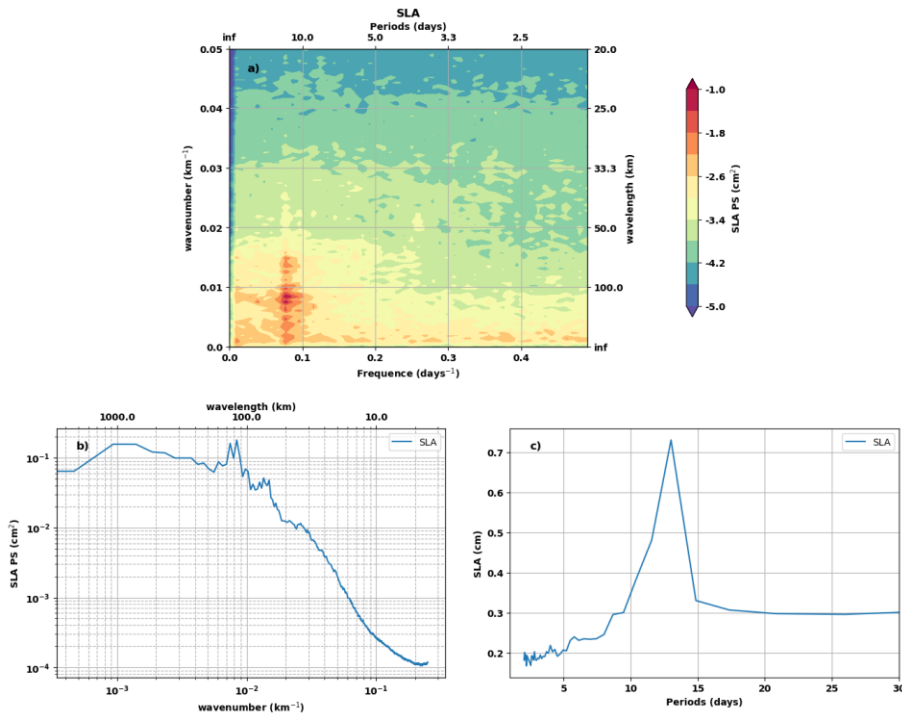 SLA
Periods (days)
inf 10.0 5.0 3.3 2.5
a)
0.05 20.0
0.04 25.0
0.03 33.3
0.02 50.0
0.01 100.0
0.0 inf
wavenumber (km⁻¹)
wavelength (km)
0.0 0.1 0.2 0.3 0.4
Frequence (days⁻¹)
-1.0
-1.8
-2.6
-3.4
-4.2
-5.0
SLA PS (cm²)
wavelength (km)
1000.0 100.0 10.0
b)
SLA
10⁻¹
10⁻²
10⁻³
10⁻⁴
SLA PS (cm²)
10⁻³ 10⁻² 10⁻¹
wavenumber (km⁻¹)
c)
SLA
0.7
0.6
0.5
0.4
0.3
0.2
SLA (cm)
5 10 15 20 25 30
Periods (days)